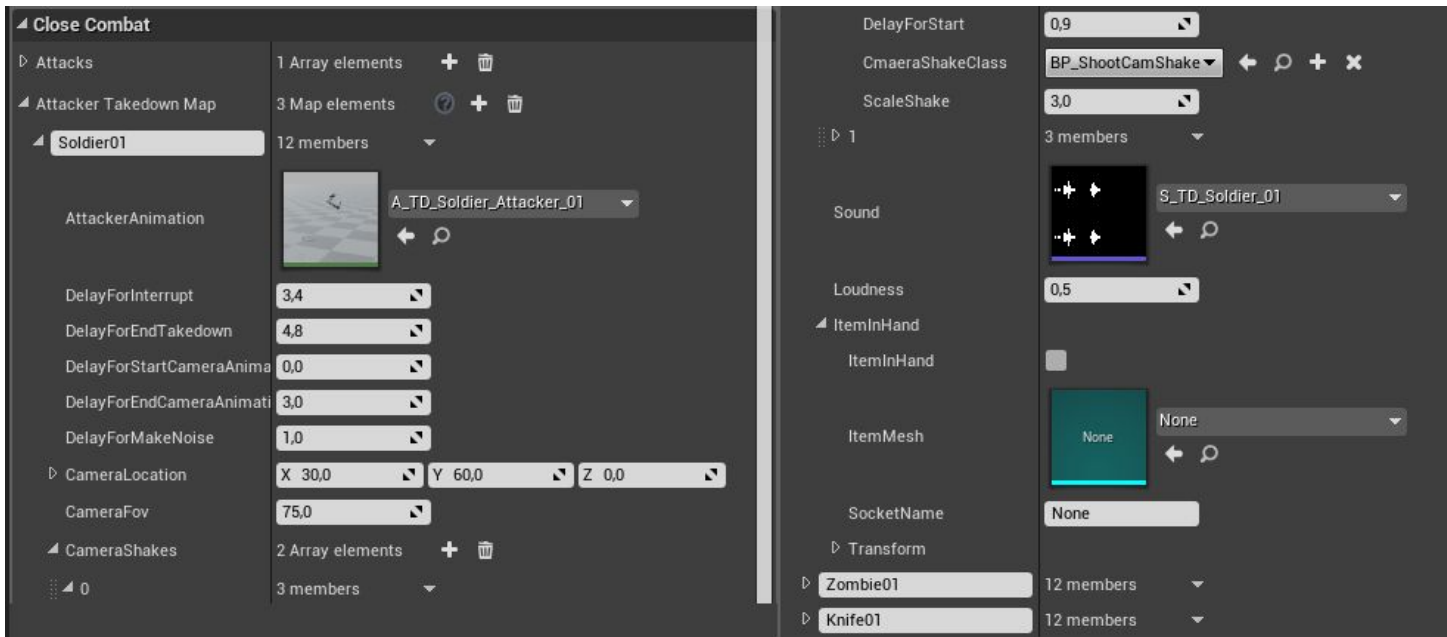 Close Combat
Attacks 1 Array elements
Attacker Takedown Map 3 Map elements
Soldier01 12 members
AttackerAnimation A_TD_Soldier_Attacker_01
DelayForInterrupt 3,4
DelayForEndTakedown 4,8
DelayForStartCameraAnima 0,0
DelayForEndCameraAnimati 3,0
DelayForMakeNoise 1,0
CameraLocation X 30,0 Y 60,0 Z 0,0
CameraFov 75,0
CameraShakes 2 Array elements
0 3 members
DelayForStart 0,9
CmaeraShakeClass BP_ShootCamShake
ScaleShake 3,0
1 3 members
Sound S_TD_Soldier_01
Loudness 0,5
ItemInHand
ItemInHand
ItemMesh None None
SocketName None
Transform
Zombie01 12 members
Knife01 12 members